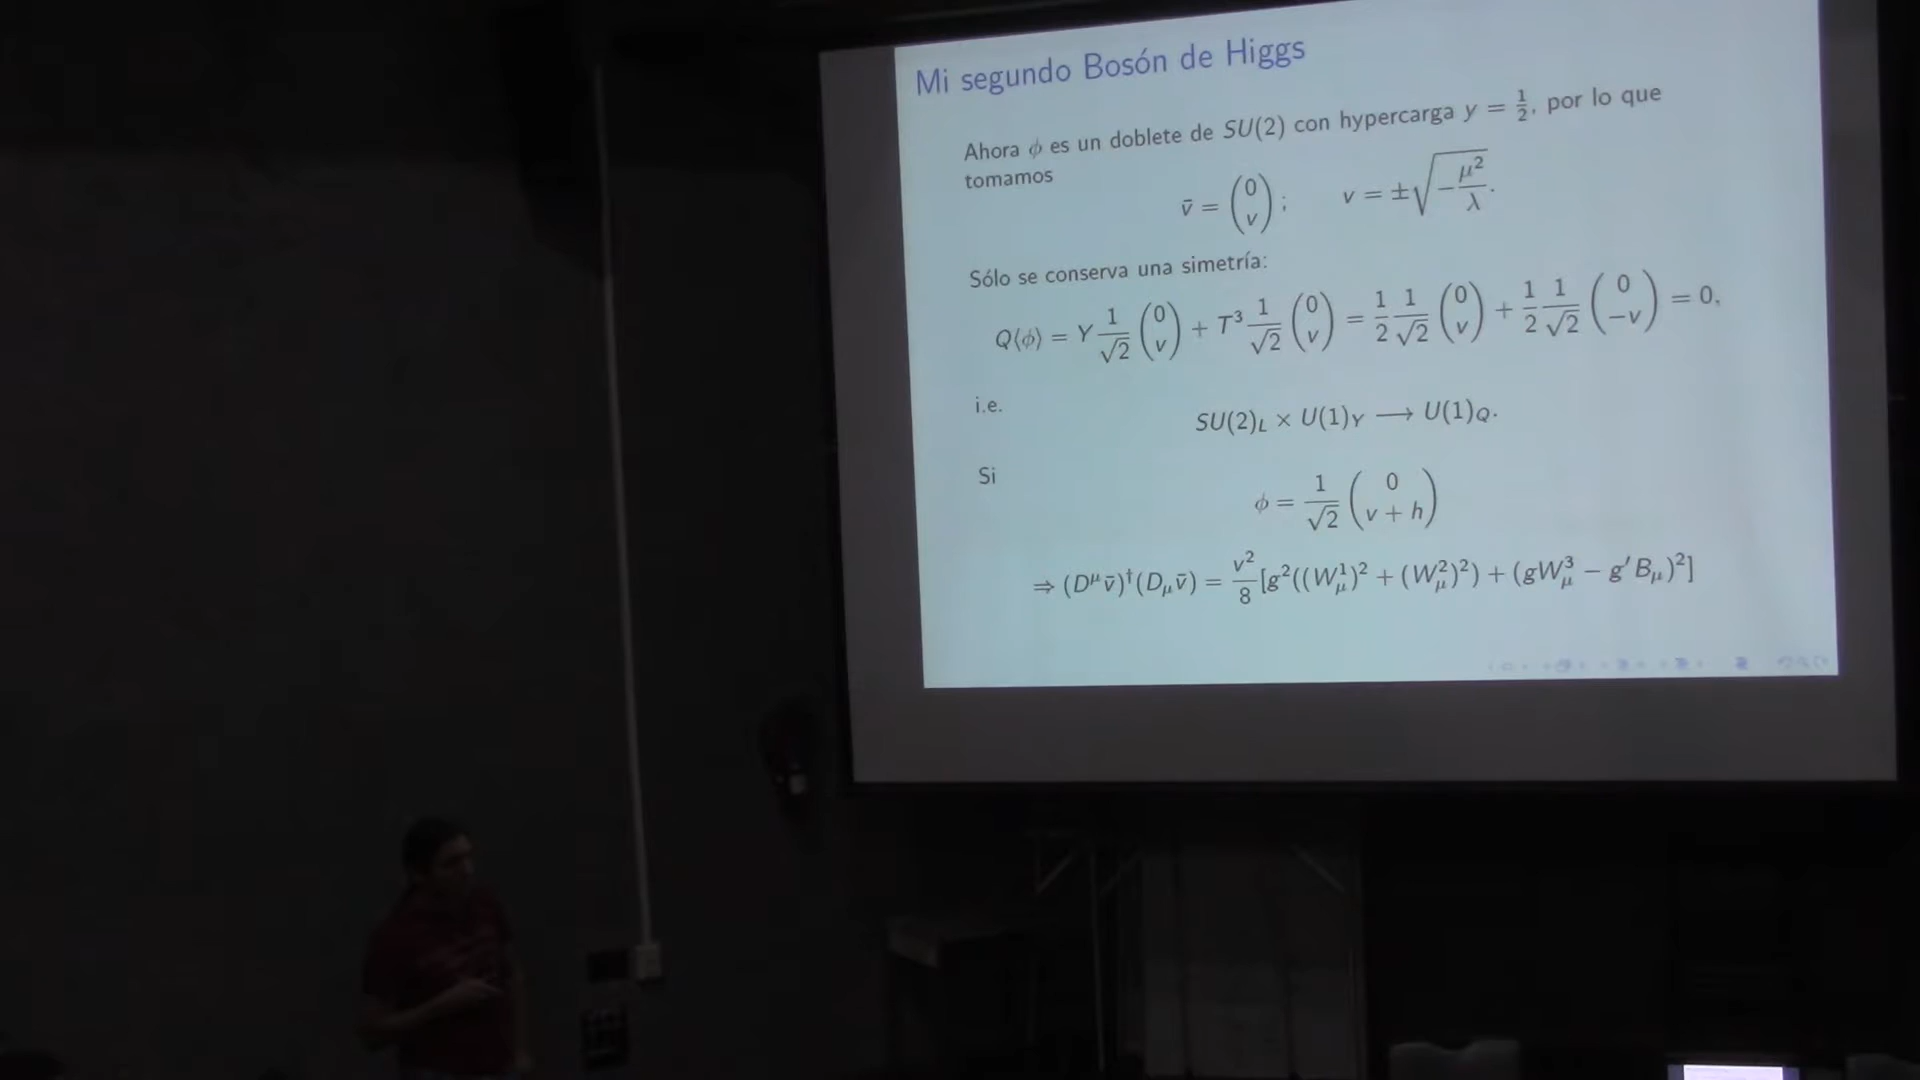 Mi segundo Bosón de Higgs
Ahora ϕ es un doblete de SU(2) con hypercarga y = 1/2, por lo que
tomamos
v̄ = (0 v); v = ±√(−μ²/λ).
Sólo se conserva una simetría:
Q⟨ϕ⟩ = Y 1/√2 (0 v) + T³ 1/√2 (0 v) = 1/2 1/√2 (0 v) + 1/2 1/√2 (0 −v) = 0,
i.e.
SU(2)_L × U(1)_Y ⟶ U(1)_Q.
Si
ϕ = 1/√2 (0 v + h)
⇒ (D^μ v̄)†(D_μ v̄) = v²/8 [g²((W¹_μ)² + (W²_μ)²) + (gW³_μ − g′B_μ)²]